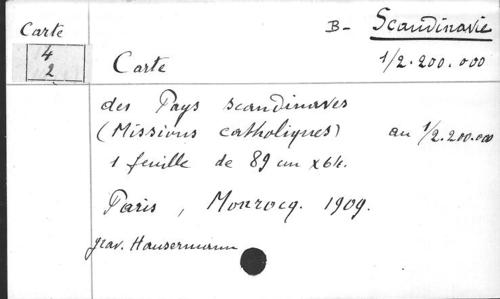 Carte
4
2
B- Scandinavie
Carte 1/2.200.000
des Pays scandinaves
(Missions catholiques) au 1/2.200.000
1 feuille de 89 cm x 64.
Paris, Monrocq. 1909.
grav. Hausermann